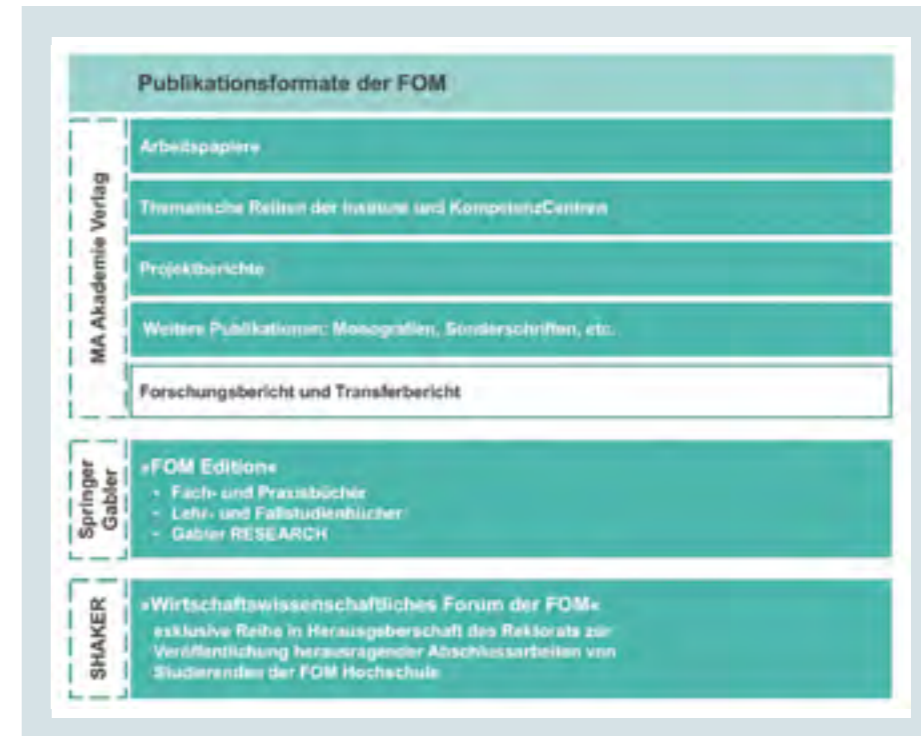 Publikationsformate der FOM
MA Akademie Verlag
Arbeitspapiere
Thematische Reihen der Institute und KompetenzCentren
Projektberichte
Weitere Publikationen: Monografien, Sonderschriften, etc.
Forschungsbericht und Transferbericht
Springer
Gabler
»FOM Edition«
- Fach- und Praxisbücher
- Lehr- und Fallstudienbücher
- Gabler RESEARCH
SHAKER
»Wirtschaftswissenschaftliches Forum der FOM«
exklusive Reihe in Herausgeberschaft des Rektorats zur
Veröffentlichung herausragender Abschlussarbeiten von
Studierenden der FOM Hochschule